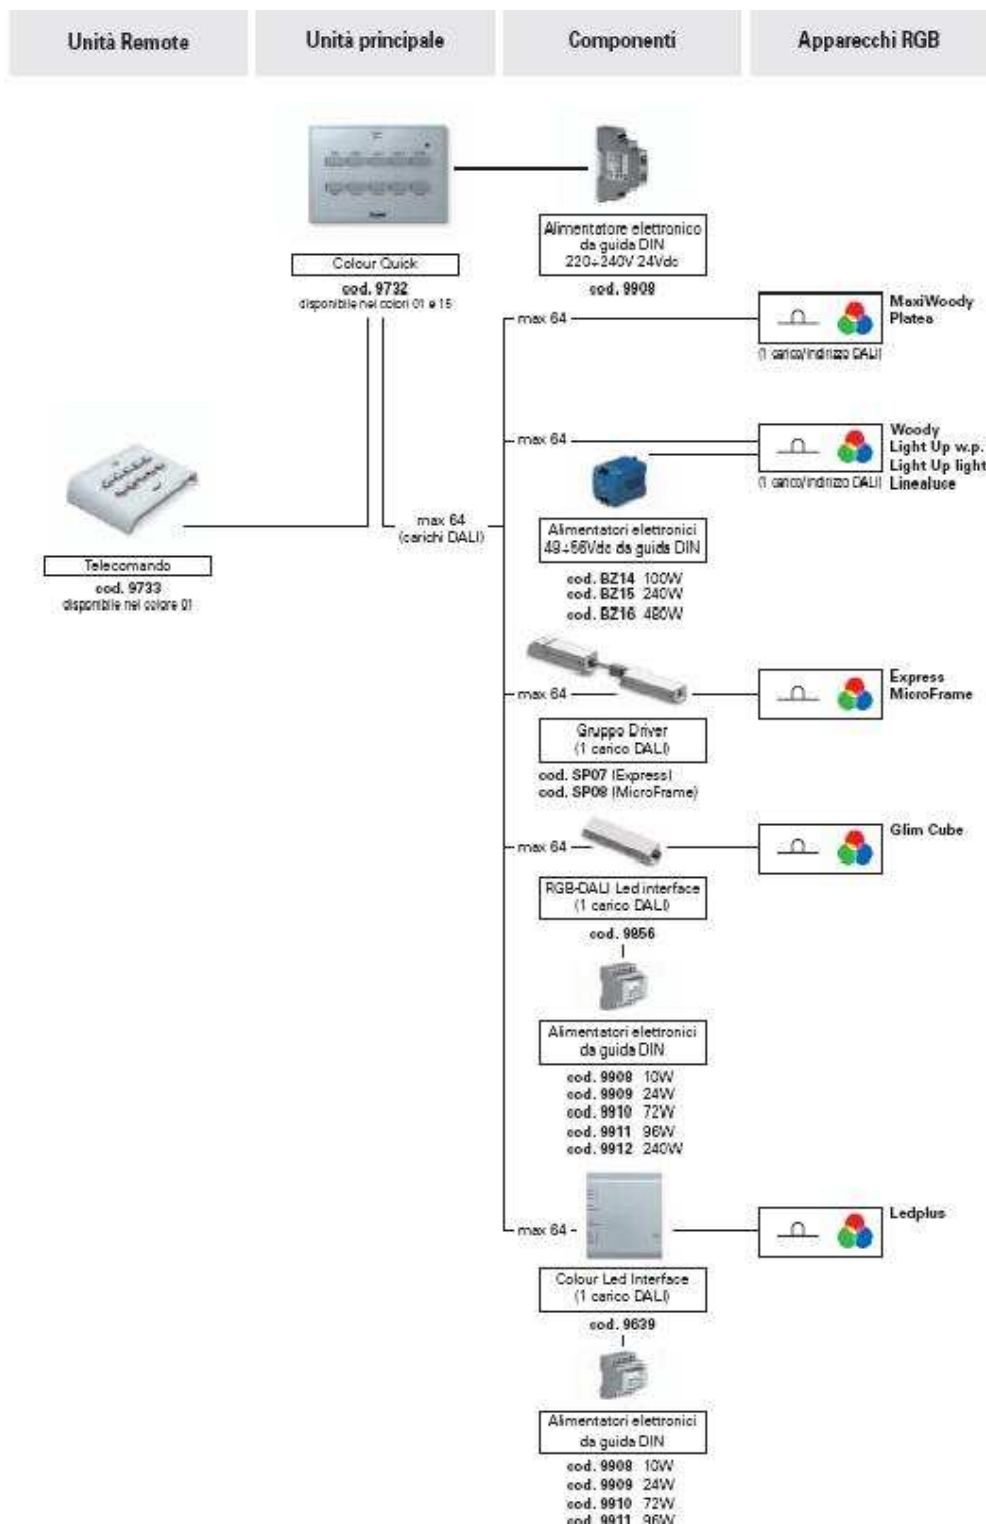 Unità Remote
Unità principale
Componenti
Apparecchi RGB
Colour Quick
cod. 9732
disponibile nei colori 01 e 15
Alimentatore elettronico
da guida DIN
220÷240V 24Vdc
cod. 9908
max 64
MaxiWoody
Platea
(1 carico/indirizzo DALI)
Telecomando
cod. 9733
disponibile nel colore 01
max 64
(carichi DALI)
max 64
Woody
Light Up w.p.
Light Up light
Linealuce
(1 carico/indirizzo DALI)
Alimentatori elettronici
48÷56Vdc da guida DIN
cod. BZ14 100W
cod. BZ15 240W
cod. BZ16 480W
max 64
Express
MicroFrame
Gruppo Driver
(1 carico DALI)
cod. SP07 (Express)
cod. SP08 (MicroFrame)
max 64
Glim Cube
RGB-DALI Led interface
(1 carico DALI)
cod. 9856
Alimentatori elettronici
da guida DIN
cod. 9908 10W
cod. 9909 24W
cod. 9910 72W
cod. 9911 96W
cod. 9912 240W
max 64
Ledplus
Colour Led Interface
(1 carico DALI)
cod. 9639
Alimentatori elettronici
da guida DIN
cod. 9908 10W
cod. 9909 24W
cod. 9910 72W
cod. 9911 96W